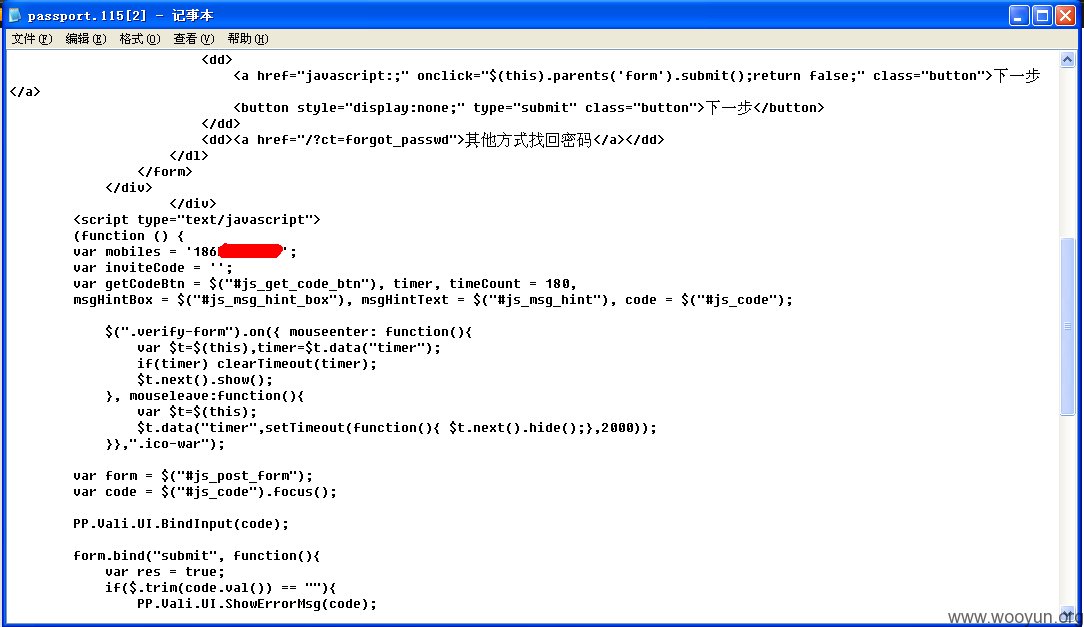 passport.115[2] - 记事本
文件(F) 编辑(E) 格式(O) 查看(V) 帮助(H)
<dd>
<a href="javascript:;" onclick="$(this).parents('form').submit();return false;" class="button">下一步
</a>
<button style="display:none;" type="submit" class="button">下一步</button>
</dd>
<dd><a href="/?ct=forgot_passwd">其他方式找回密码</a></dd>
</dl>
</form>
</div>
</div>
<script type="text/javascript">
(function () {
var mobiles = '186';
var inviteCode = '';
var getCodeBtn = $("#js_get_code_btn"), timer, timeCount = 180,
msgHintBox = $("#js_msg_hint_box"), msgHintText = $("#js_msg_hint"), code = $("#js_code");
$(".verify-form").on({ mouseenter: function(){
var $t=$(this),timer=$t.data("timer");
if(timer) clearTimeout(timer);
$t.next().show();
}, mouseleave:function(){
var $t=$(this);
$t.data("timer",setTimeout(function(){ $t.next().hide();},2000));
}},".ico-war");
var form = $("#js_post_form");
var code = $("#js_code").focus();
PP.Vali.UI.BindInput(code);
form.bind("submit", function(){
var res = true;
if($.trim(code.val()) == ""){
PP.Vali.UI.ShowErrorMsg(code);
www.wooyun.org